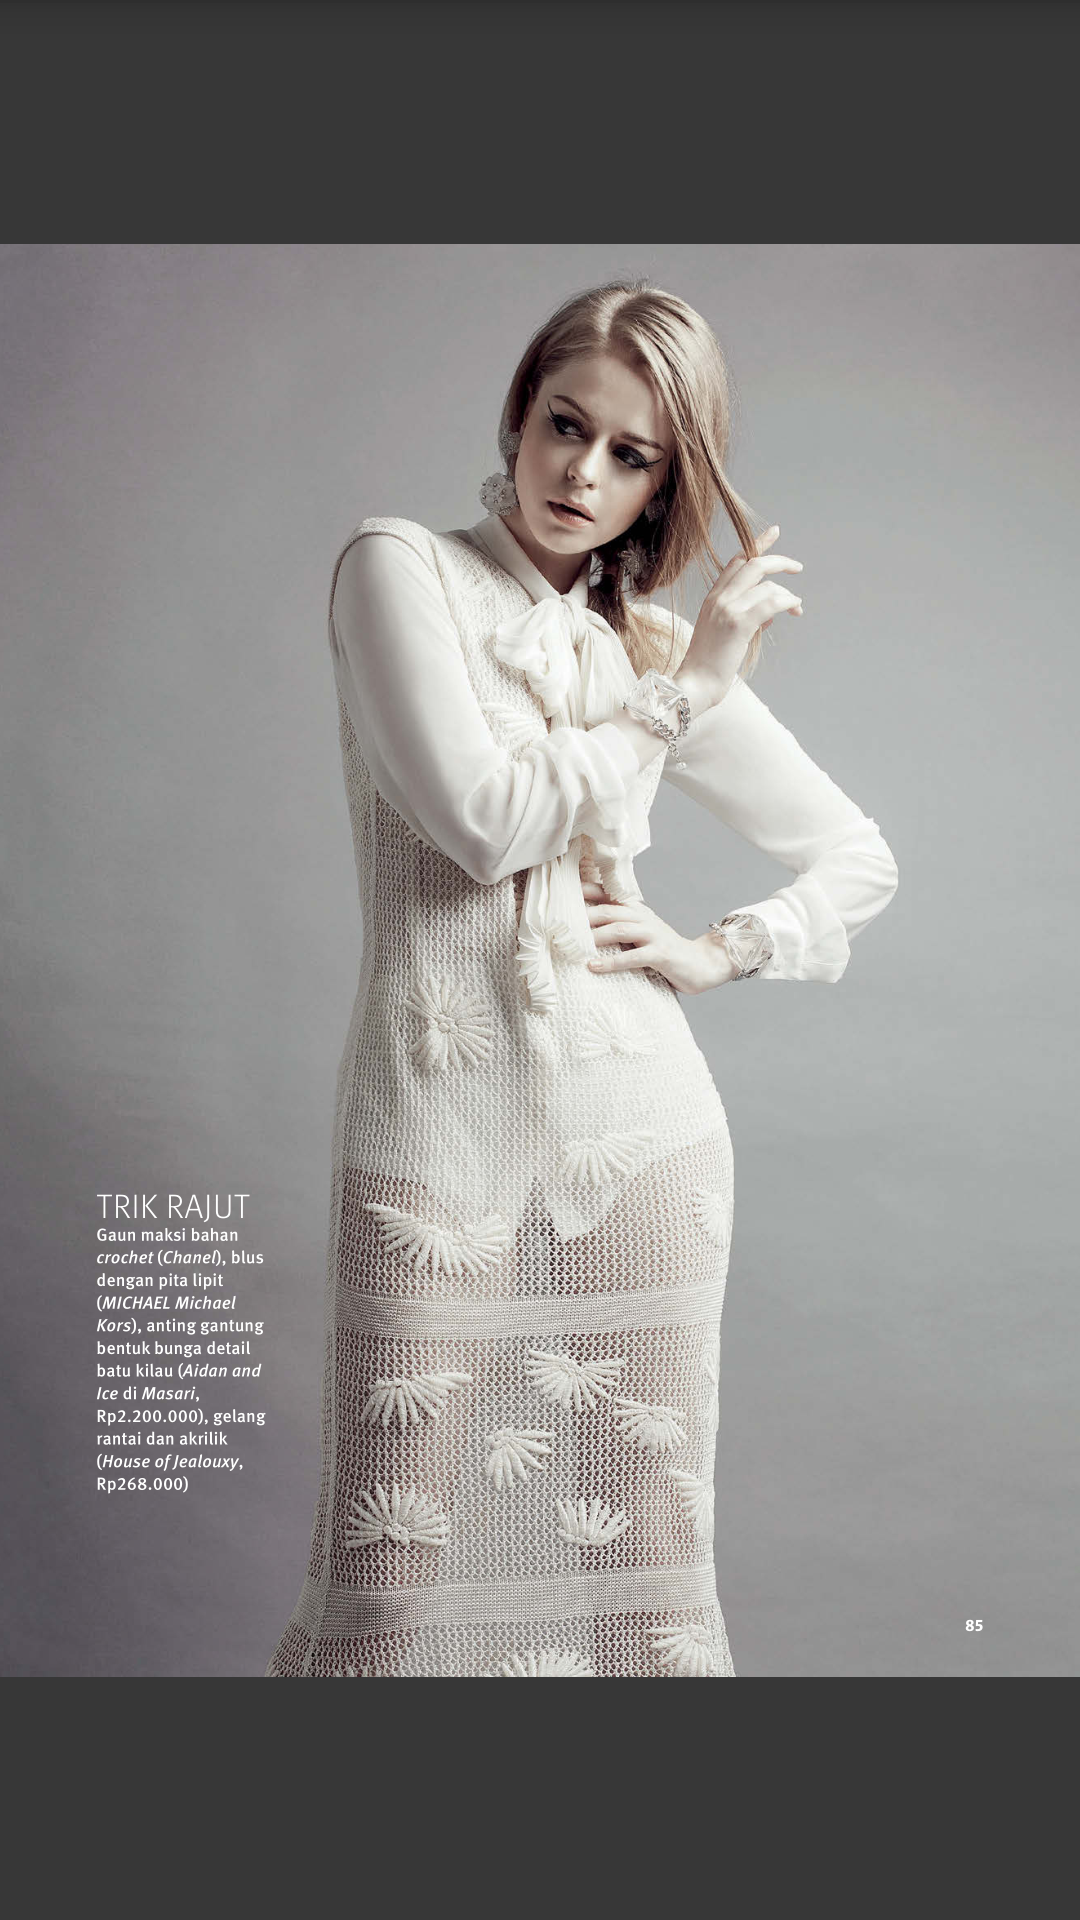 TRIK RAJUT
Gaun maksi bahan
crochet (Chanel), blus
dengan pita lipit
(MICHAEL Michael
Kors), anting gantung
bentuk bunga detail
batu kilau (Aidan and
Ice di Masari,
Rp2.200.000), gelang
rantai dan akrilik
(House of Jealouxy,
Rp268.000)
85